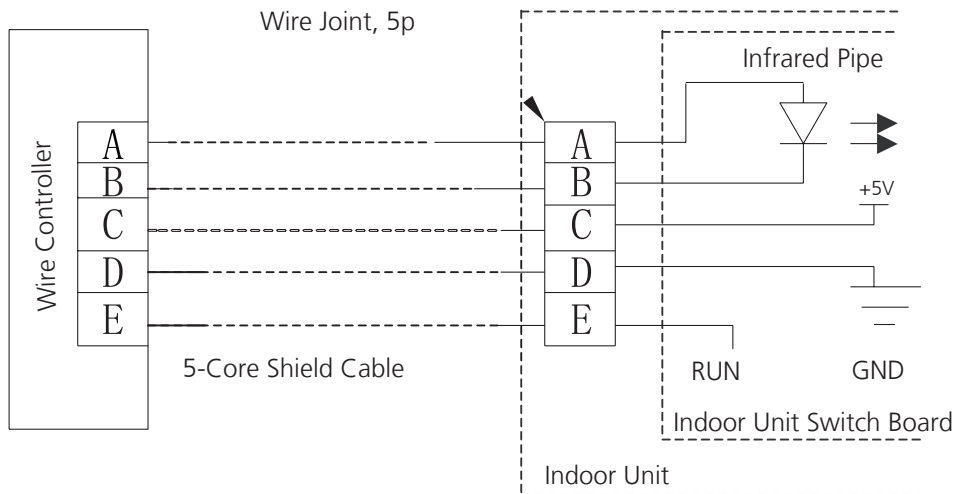 Wire Joint, 5p
Infrared Pipe
Wire Controller
A
B
C
D
E
A
B
C
D
E
+5V
5-Core Shield Cable
RUN
GND
Indoor Unit Switch Board
Indoor Unit